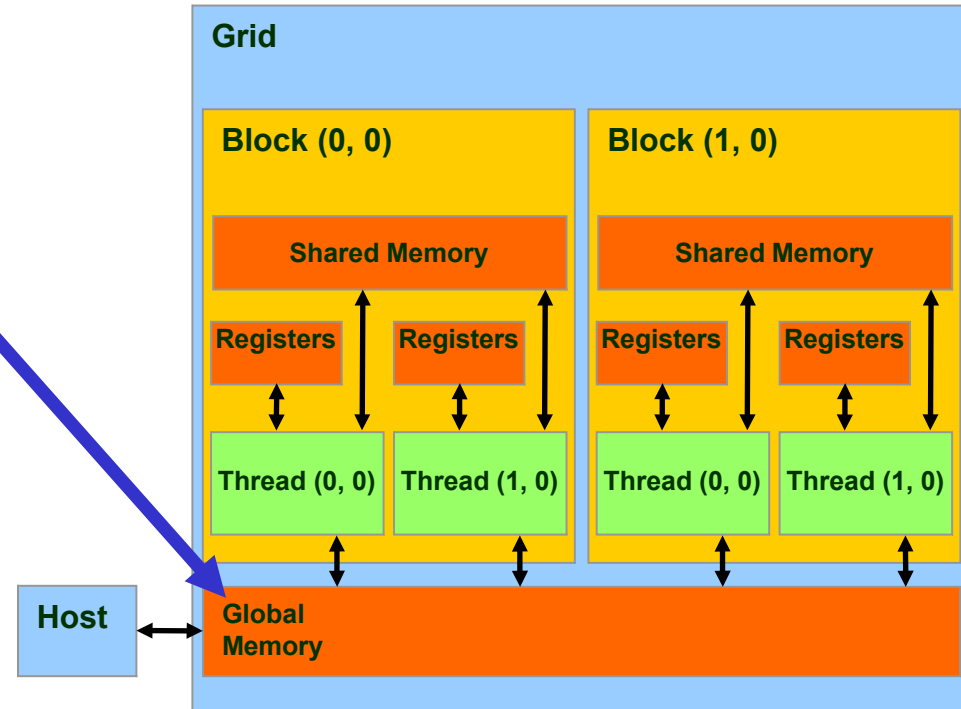 Grid
Block (0, 0)
Block (1, 0)
Shared Memory
Shared Memory
Registers
Registers
Registers
Registers
Thread (0, 0)
Thread (1, 0)
Thread (0, 0)
Thread (1, 0)
Host
Global
Memory